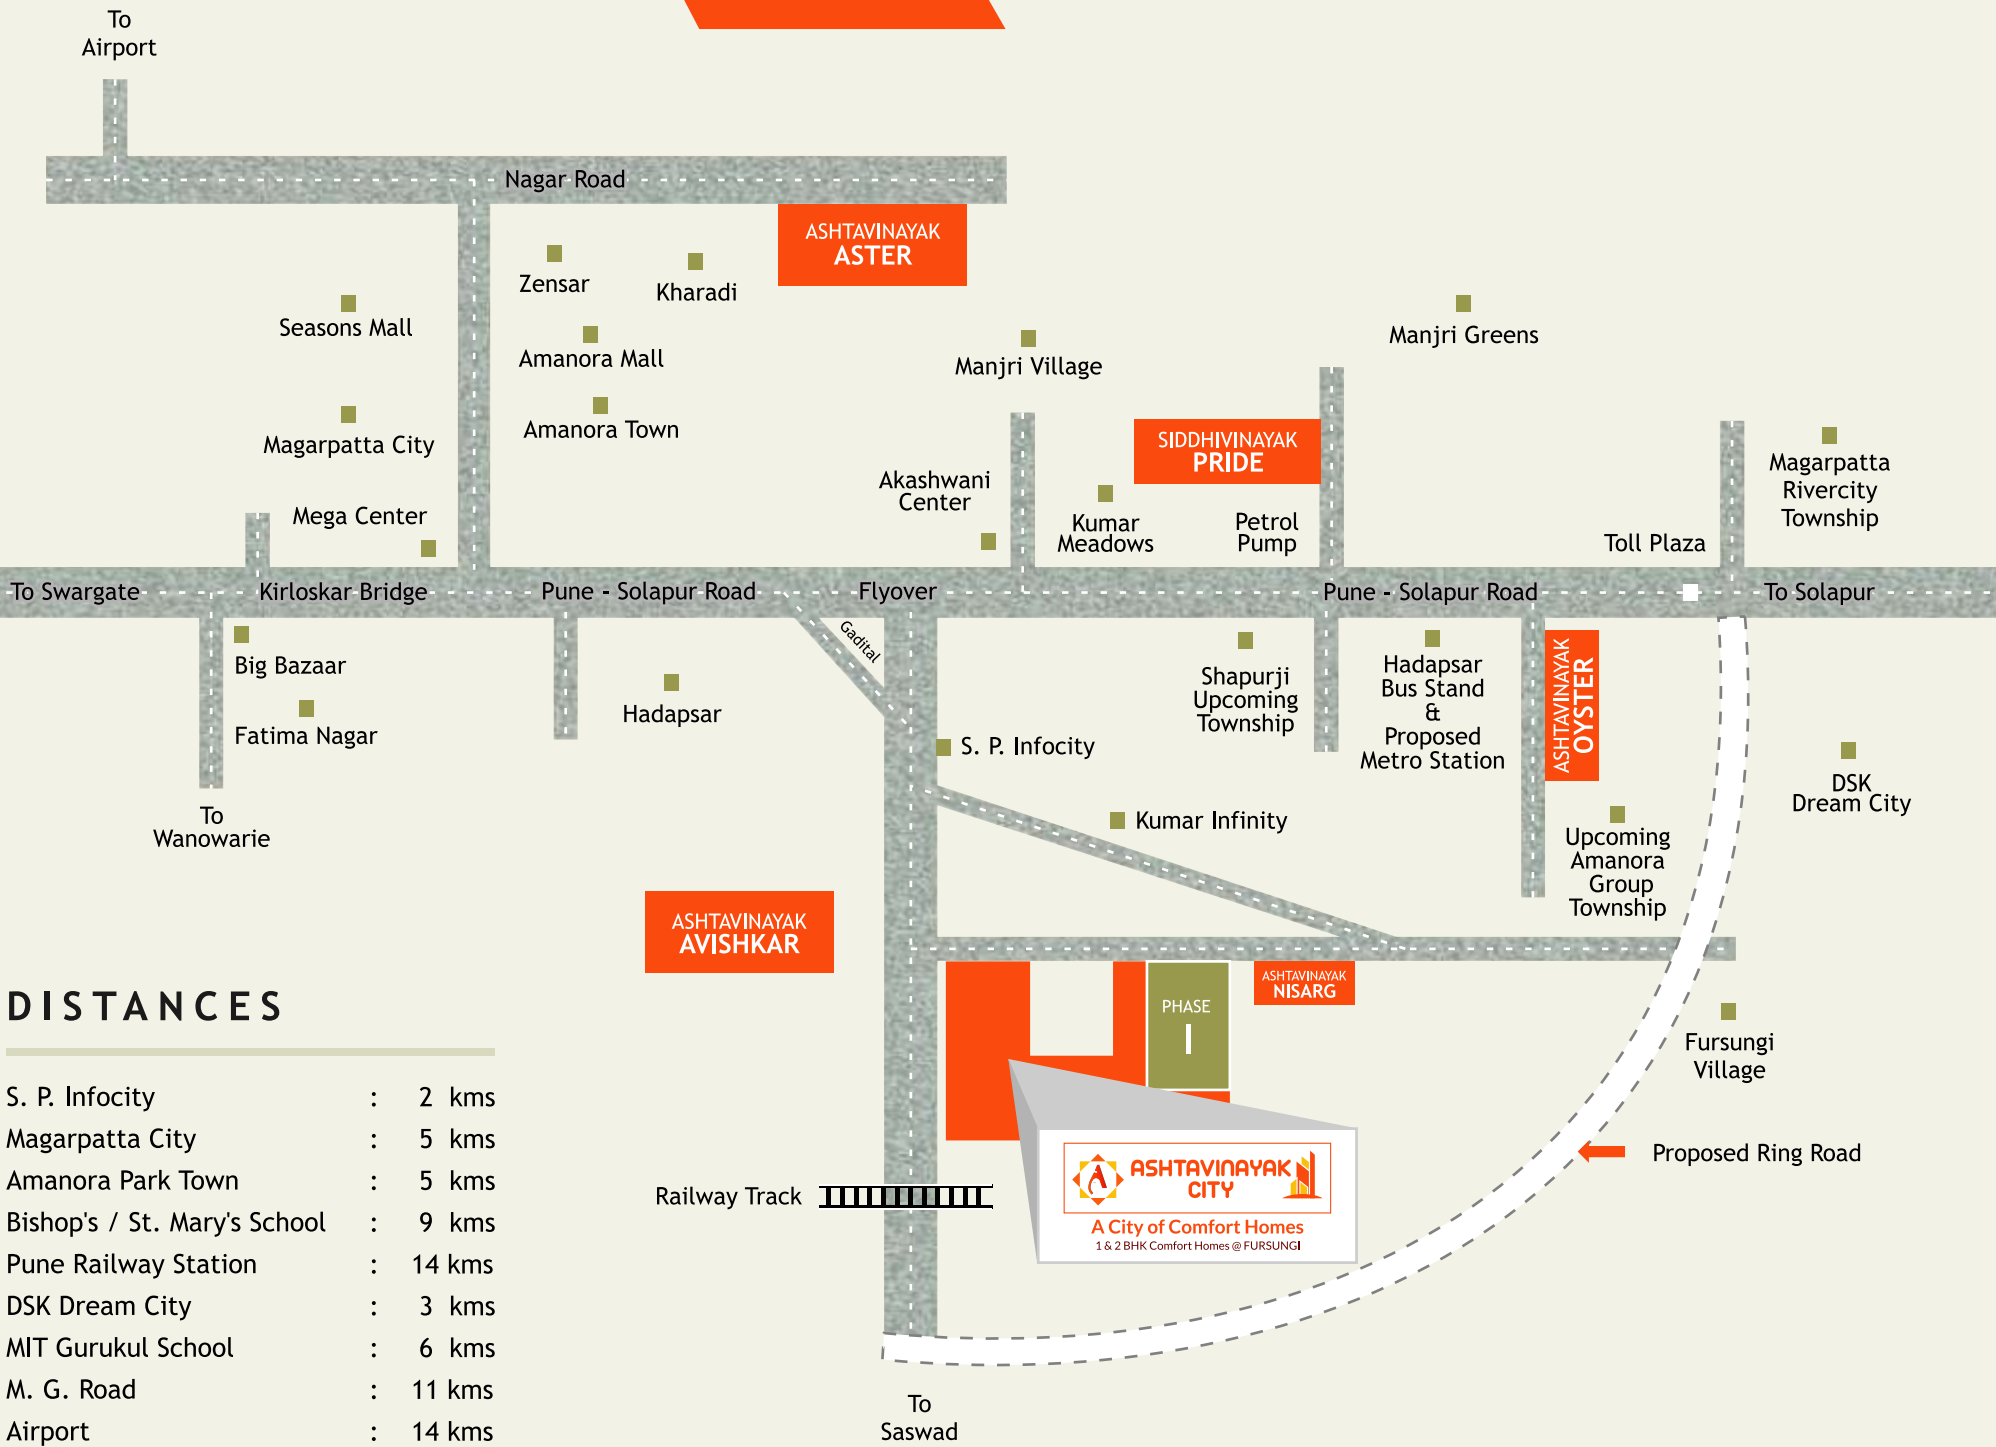 To
Airport
Nagar Road
ASHTAVINAYAK
ASTER
Zensar
Kharadi
Seasons Mall
Amanora Mall
Manjri Village
Manjri Greens
Magarpatta City
Amanora Town
SIDDHIVINAYAK
PRIDE
Akashwani
Center
Magarpatta
Rivercity
Township
Mega Center
Kumar
Meadows
Petrol
Pump
Toll Plaza
To Swargate
Kirloskar Bridge
Pune - Solapur Road
Flyover
Pune - Solapur Road
To Solapur
Gadital
Big Bazaar
Fatima Nagar
Hadapsar
Shapurji
Upcoming
Township
Hadapsar
Bus Stand
&
Proposed
Metro Station
ASHTAVINAYAK
OYSTER
S. P. Infocity
DSK
Dream City
To
Wanowarie
Kumar Infinity
Upcoming
Amanora
Group
Township
ASHTAVINAYAK
AVISHKAR
PHASE
I
ASHTAVINAYAK
NISARG
Fursungi
Village
Proposed Ring Road
Railway Track
ASHTAVINAYAK
CITY
A City of Comfort Homes
1 & 2 BHK Comfort Homes @ FURSUNGI
To
Saswad
DISTANCES
S. P. Infocity : 2 kms
Magarpatta City : 5 kms
Amanora Park Town : 5 kms
Bishop's / St. Mary's School : 9 kms
Pune Railway Station : 14 kms
DSK Dream City : 3 kms
MIT Gurukul School : 6 kms
M. G. Road : 11 kms
Airport : 14 kms